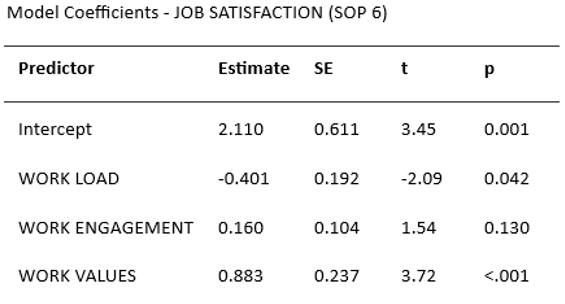 Model Coefficients - JOB SATISFACTION (SOP 6)
Predictor Estimate SE t p
Intercept 2.110 0.611 3.45 0.001
WORK LOAD -0.401 0.192 -2.09 0.042
WORK ENGAGEMENT 0.160 0.104 1.54 0.130
WORK VALUES 0.883 0.237 3.72 <.001